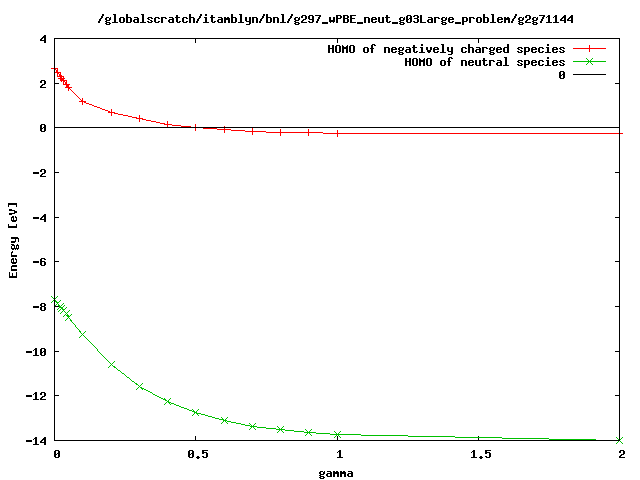 /globalscratch/itamblyn/bnl/g297_wPBE_neut_g03Large_problem/g2g71144
HOMO of negatively charged species
HOMO of neutral species
0
Energy [eV]
4
2
0
-2
-4
-6
-8
-10
-12
-14
0 0.5 1 1.5 2
gamma